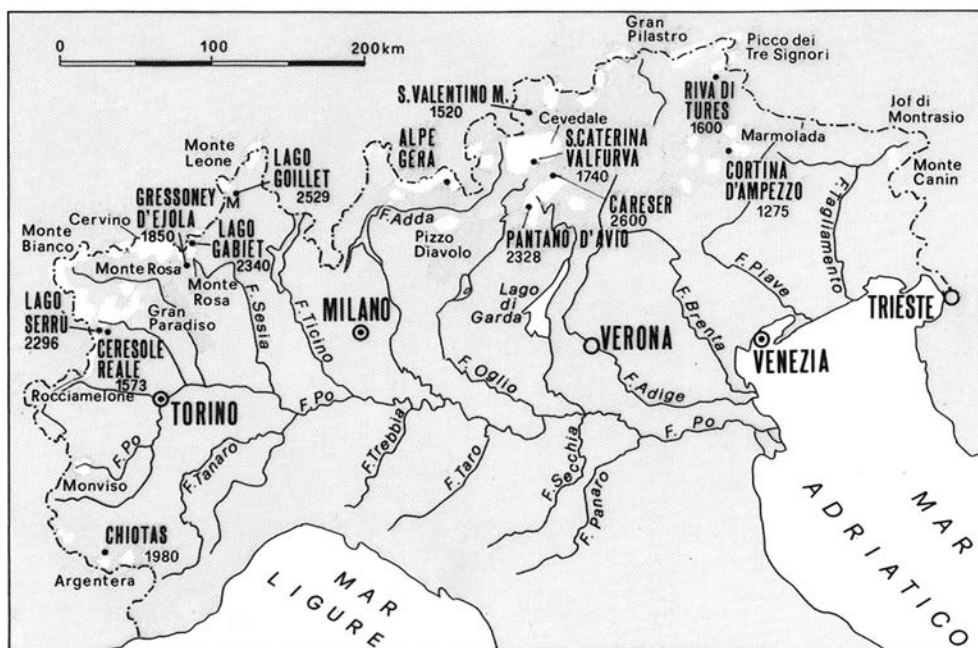 0 100 200 km
Gran
Pilastro
Picco dei
Tre Signori
S. VALENTINO M.
1520
Cevedale
RIVA DI
TURES
1600
Jof di
Montrasio
Monte
Leone
LAGO
GOILLET
2529
ALPE
GERA
S. CATERINA
VALFURVA
1740
Marmolada
CORTINA
D'AMPEZZO
1275
Monte
Canin
GRESSONEY
D'EJOLA
1850
M
Cervino
LAGO
GABIET
2340
F. Adda
Pizzo
Diavolo
CARESER
2600
PANTANO D'AVIO
2328
F. Tagliamento
Monte
Bianco
Monte Rosa
Monte
Rosa
Gran
Paradiso
F. Sesia
F. Ticino
MILANO
Lago
di
Garda
F. Brenta
F. Piave
TRIESTE
LAGO
SERRÙ
2296
CERESOLE
REALE
1573
VERONA
VENEZIA
Rocciamelone
TORINO
F. Po
F. Oglio
F. Adige
F. Po
F. Po
F. Tanaro
F. Trebbia
F. Taro
F. Secchia
F. Panaro
Monviso
CHIOTAS
1980
Argentera
MAR
LIGURE
MAR
ADRIATICO